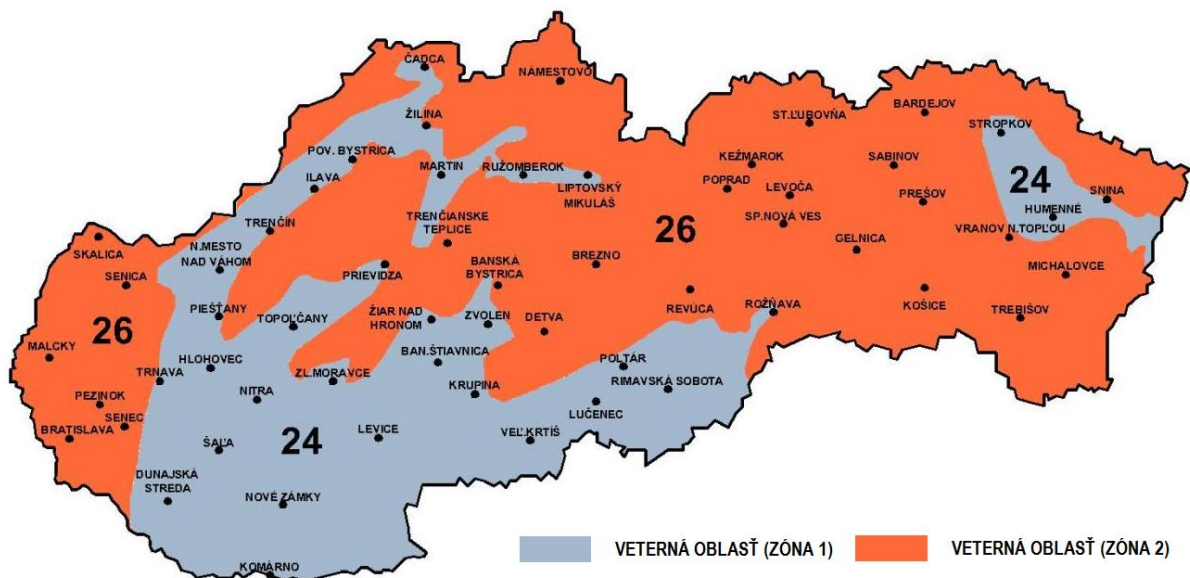 ČADCA
NÁMESTOVO
ŽILINA
ST.ĽUBOVŇA
BARDEJOV
STROPKOV
POV. BYSTRICA
MARTIN
RUŽOMBEROK
KEŽMAROK
SABINOV
ILAVA
LIPTOVSKÝ
MIKULÁŠ
POPRAD
LEVOČA
PREŠOV
24
SNINA
HUMENNÉ
TRENČÍN
TRENČIANSKE
TEPLICE
26
SP.NOVÁ VES
VRANOV N.TOPĽOU
SKALICA
N.MESTO
NAD VÁHOM
GELNICA
SENICA
PRIEVIDZA
BANSKÁ
BYSTRICA
BREZNO
MICHALOVCE
PIEŠŤANY
TOPOĽČANY
ŽIAR NAD
HRONOM
ZVOLEN
DETVA
REVÚCA
ROŽŇAVA
KOŠICE
TREBIŠOV
26
MALCKY
HLOHOVEC
BAN.ŠTIAVNICA
POLTÁR
TRNAVA
ZL.MORAVCE
KRUPINA
RIMAVSKÁ SOBOTA
PEZINOK
NITRA
LUČENEC
SENEC
BRATISLAVA
ŠAĽA
24
LEVICE
VEĽ.KRTÍŠ
DUNAJSKÁ
STREDA
NOVÉ ZÁMKY
KOMÁRNO
VETERNÁ OBLASŤ (ZÓNA 1)
VETERNÁ OBLASŤ (ZÓNA 2)